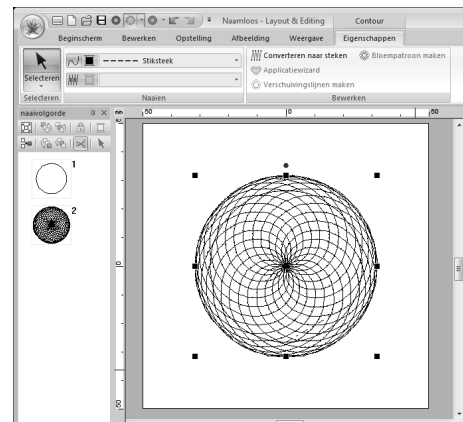 Naamloos - Layout & Editing Contour
Beginscherm Bewerken Opstelling Afbeelding Weergave Eigenschappen
Selecteren
Stiksteek
Converteren naar steken
Bloempatroon maken
Applicatiewizard
Verschuivingslijnen maken
Selecteren Naaien Bewerken
naaivolgorde
mm 50 0 50
1
2
0
50